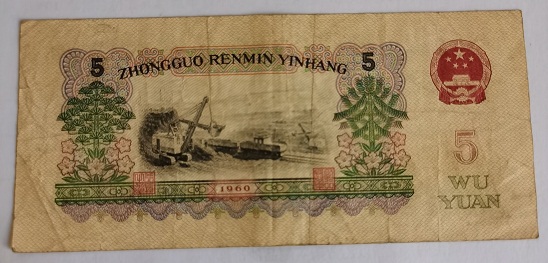 5 ZHONGGUO RENMIN YINHANG 5
5
WU
YUAN
1960